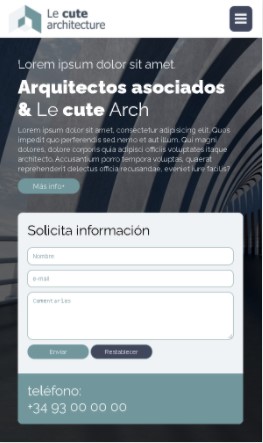 Le cute
architecture
Lorem ipsum dolor sit amet.
Arquitectos asociados
& Le cute Arch
Lorem ipsum dolor sit amet, consectetur adipisicing elit. Quos
impedit quo perferendis sed nemo et aut illum. Qui magni
dolores, dolore corporis quia adipisci officiis voluptates itaque
architecto. Accusantium porro tempora voluptas, quaerat
reprehenderit delectus officia recusandae, eveniet iure facilis?
Más info+
Solicita información
Nombre
e-mail
Comentarios
Enviar
Restablecer
teléfono:
+34 93 00 00 00